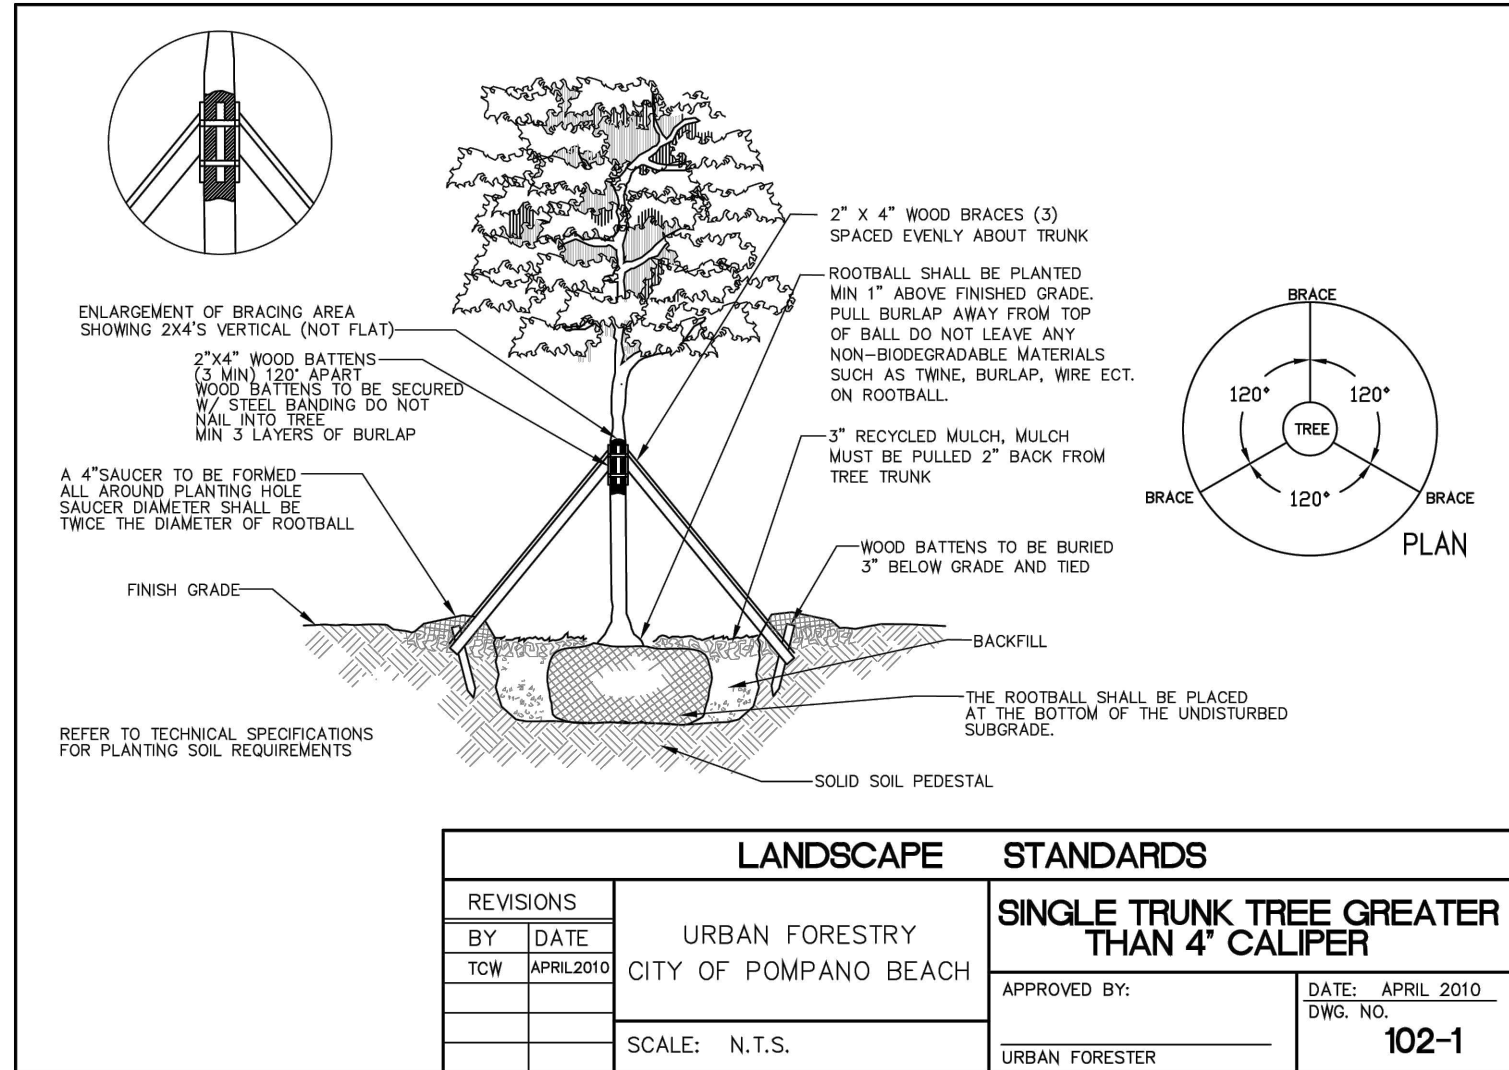 ENLARGEMENT OF BRACING AREA
SHOWING 2X4'S VERTICAL (NOT FLAT)
2"X4" WOOD BATTENS
(3 MIN) 120° APART
WOOD BATTENS TO BE SECURED
W/ STEEL BANDING DO NOT
NAIL INTO TREE
MIN 3 LAYERS OF BURLAP
A 4"SAUCER TO BE FORMED
ALL AROUND PLANTING HOLE
SAUCER DIAMETER SHALL BE
TWICE THE DIAMETER OF ROOTBALL
FINISH GRADE
REFER TO TECHNICAL SPECIFICATIONS
FOR PLANTING SOIL REQUIREMENTS
2" X 4" WOOD BRACES (3)
SPACED EVENLY ABOUT TRUNK
ROOTBALL SHALL BE PLANTED
MIN 1" ABOVE FINISHED GRADE.
PULL BURLAP AWAY FROM TOP
OF BALL DO NOT LEAVE ANY
NON-BIODEGRADABLE MATERIALS
SUCH AS TWINE, BURLAP, WIRE ECT.
ON ROOTBALL.
3" RECYCLED MULCH, MULCH
MUST BE PULLED 2" BACK FROM
TREE TRUNK
WOOD BATTENS TO BE BURIED
3" BELOW GRADE AND TIED
BACKFILL
THE ROOTBALL SHALL BE PLACED
AT THE BOTTOM OF THE UNDISTURBED
SUBGRADE.
SOLID SOIL PEDESTAL
BRACE
120° 120°
TREE
120°
BRACE BRACE
PLAN
LANDSCAPE STANDARDS
REVISIONS
BY DATE
TCW APRIL2010
URBAN FORESTRY
CITY OF POMPANO BEACH
SCALE: N.T.S.
SINGLE TRUNK TREE GREATER
THAN 4" CALIPER
APPROVED BY:
URBAN FORESTER
DATE: APRIL 2010
DWG. NO.
102-1